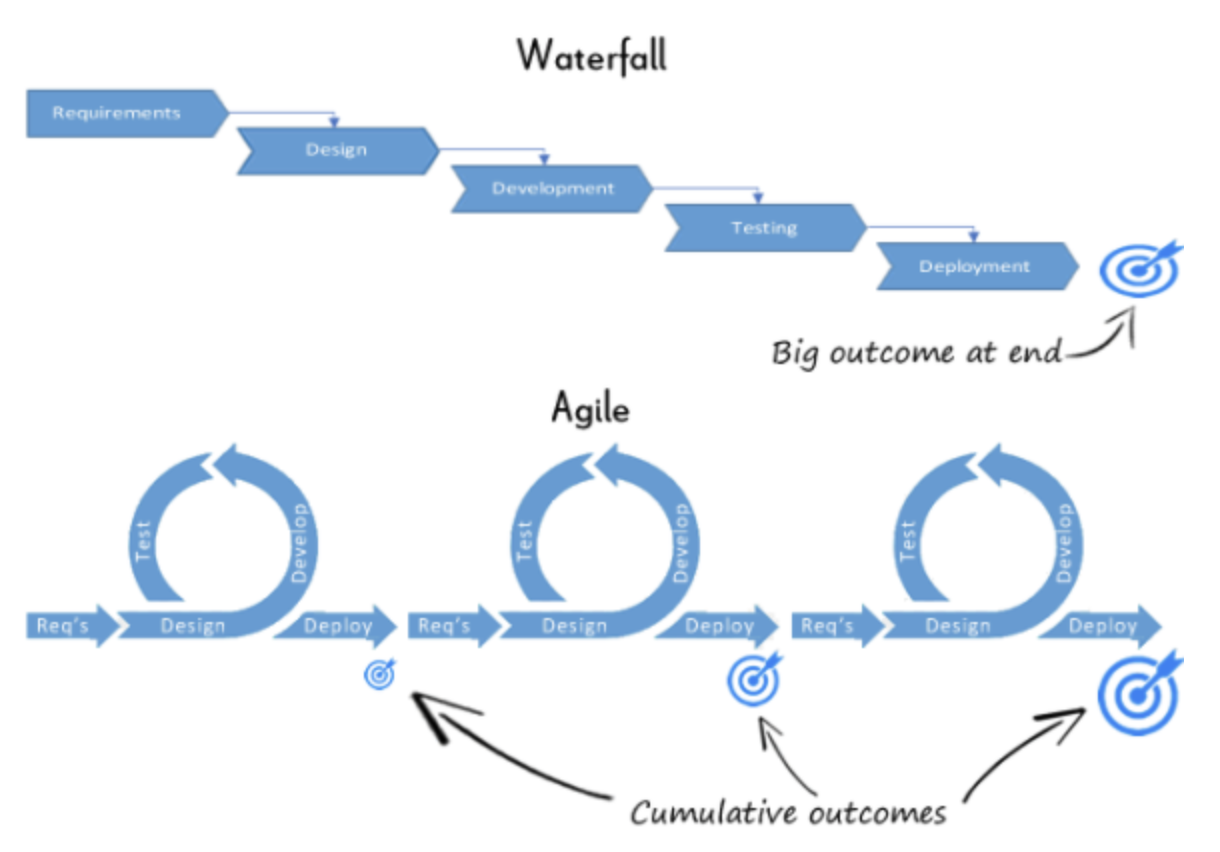 Waterfall
Requirements
Design
Development
Testing
Deployment
Big outcome at end
Agile
Test
Develop
Req's
Design
Deploy
Test
Develop
Req's
Design
Deploy
Test
Develop
Req's
Design
Deploy
Cumulative outcomes